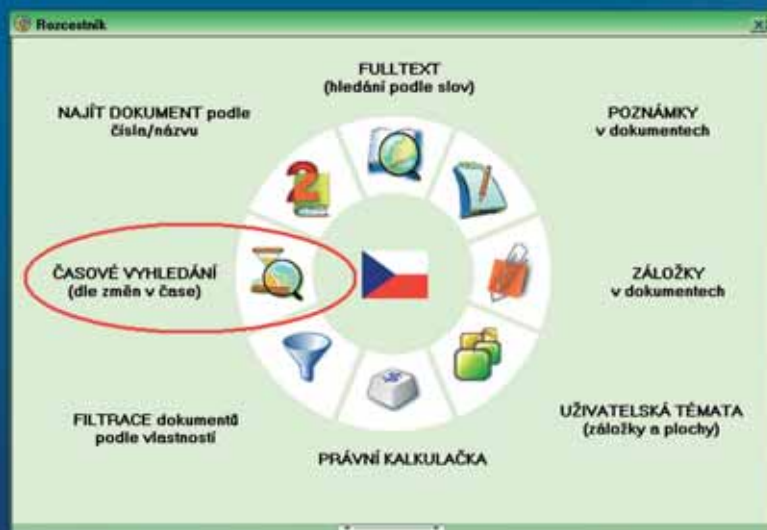 Rozcestník
FULLTEXT
(hledání podle slov)
NAJÍT DOKUMENT podle
čísla/názvu
POZNÁMKY
v dokumentech
2
ČASOVÉ VYHLEDÁNÍ
(dle změn v čase)
ZÁLOŽKY
v dokumentech
FILTRACE dokumentů
podle vlastností
UŽIVATELSKÁ TÉMATA
(záložky a plochy)
PRÁVNÍ KALKULAČKA